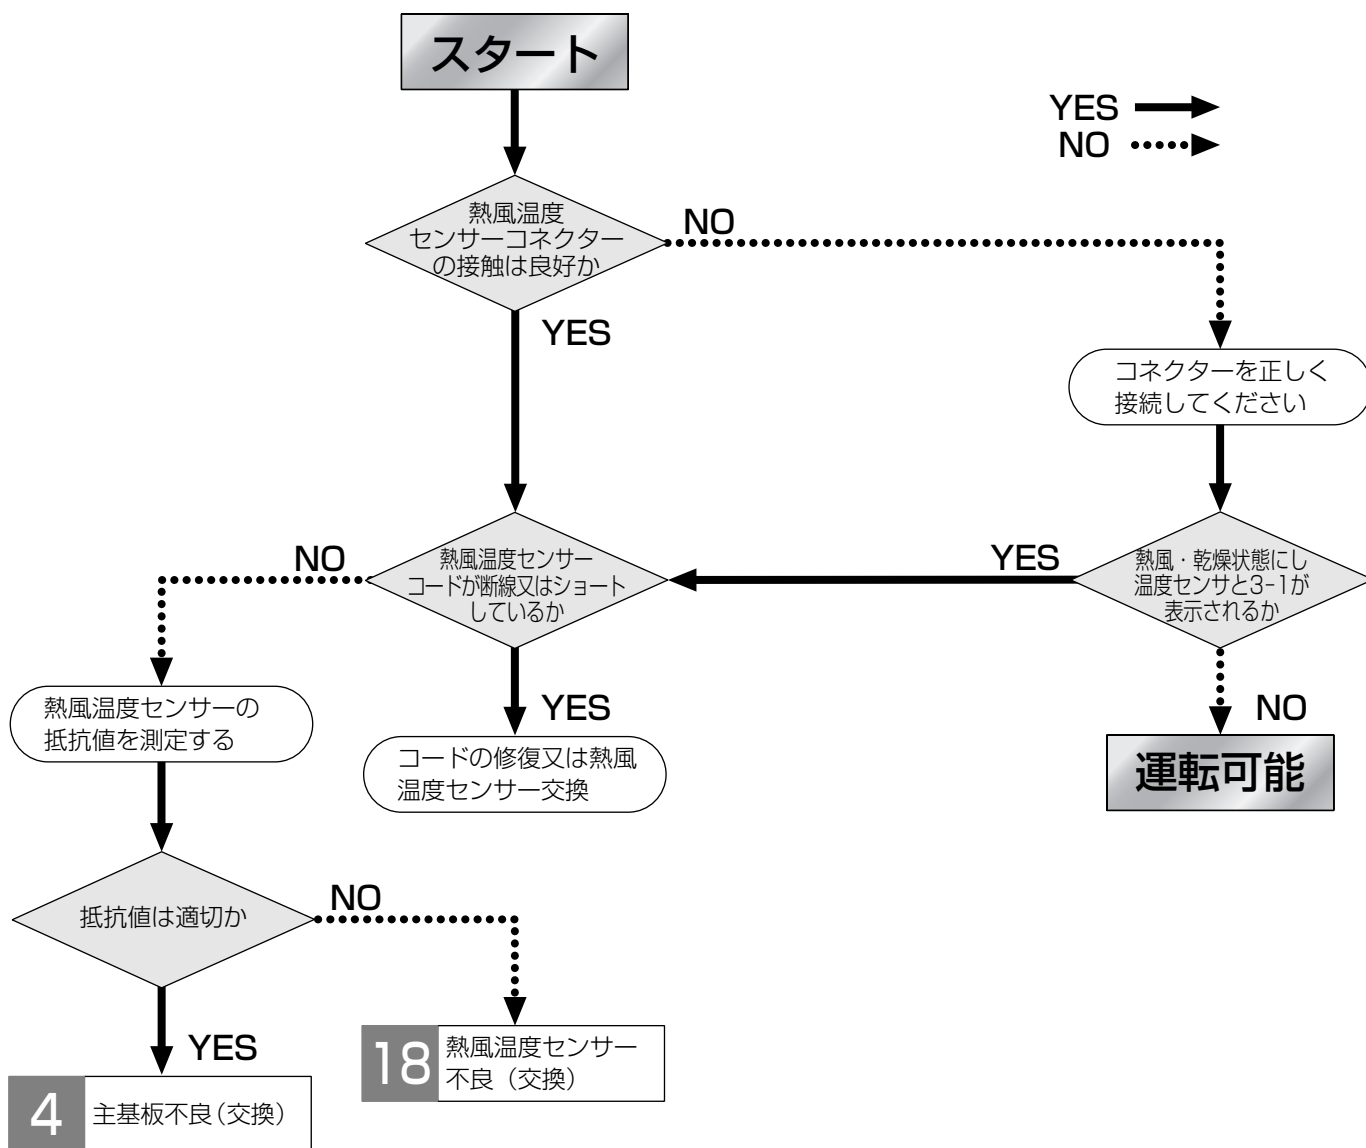 スタート
YES
NO
熱風温度
センサーコネクター
の接触は良好か
NO
YES
コネクターを正しく
接続してください
熱風・乾燥状態にし
温度センサと3-1が
表示されるか
YES
NO
運転可能
熱風温度センサー
コードが断線又はショート
しているか
NO
YES
コードの修復又は熱風
温度センサー交換
熱風温度センサーの
抵抗値を測定する
抵抗値は適切か
NO
YES
18
熱風温度センサー
不良（交換）
4
主基板不良（交換）